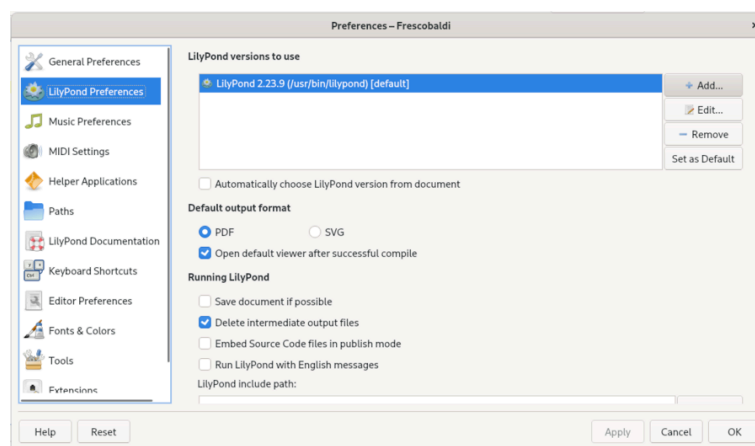 Preferences – Frescobaldi
General Preferences
LilyPond Preferences
Music Preferences
MIDI Settings
Helper Applications
Paths
LilyPond Documentation
Keyboard Shortcuts
Editor Preferences
Fonts & Colors
Tools
Extensions
LilyPond versions to use
LilyPond 2.23.9 (/usr/bin/lilypond) [default]
Add...
Edit...
Remove
Set as Default
Automatically choose LilyPond version from document
Default output format
PDF
SVG
Open default viewer after successful compile
Running LilyPond
Save document if possible
Delete intermediate output files
Embed Source Code files in publish mode
Run LilyPond with English messages
LilyPond include path:
Help
Reset
Apply
Cancel
OK